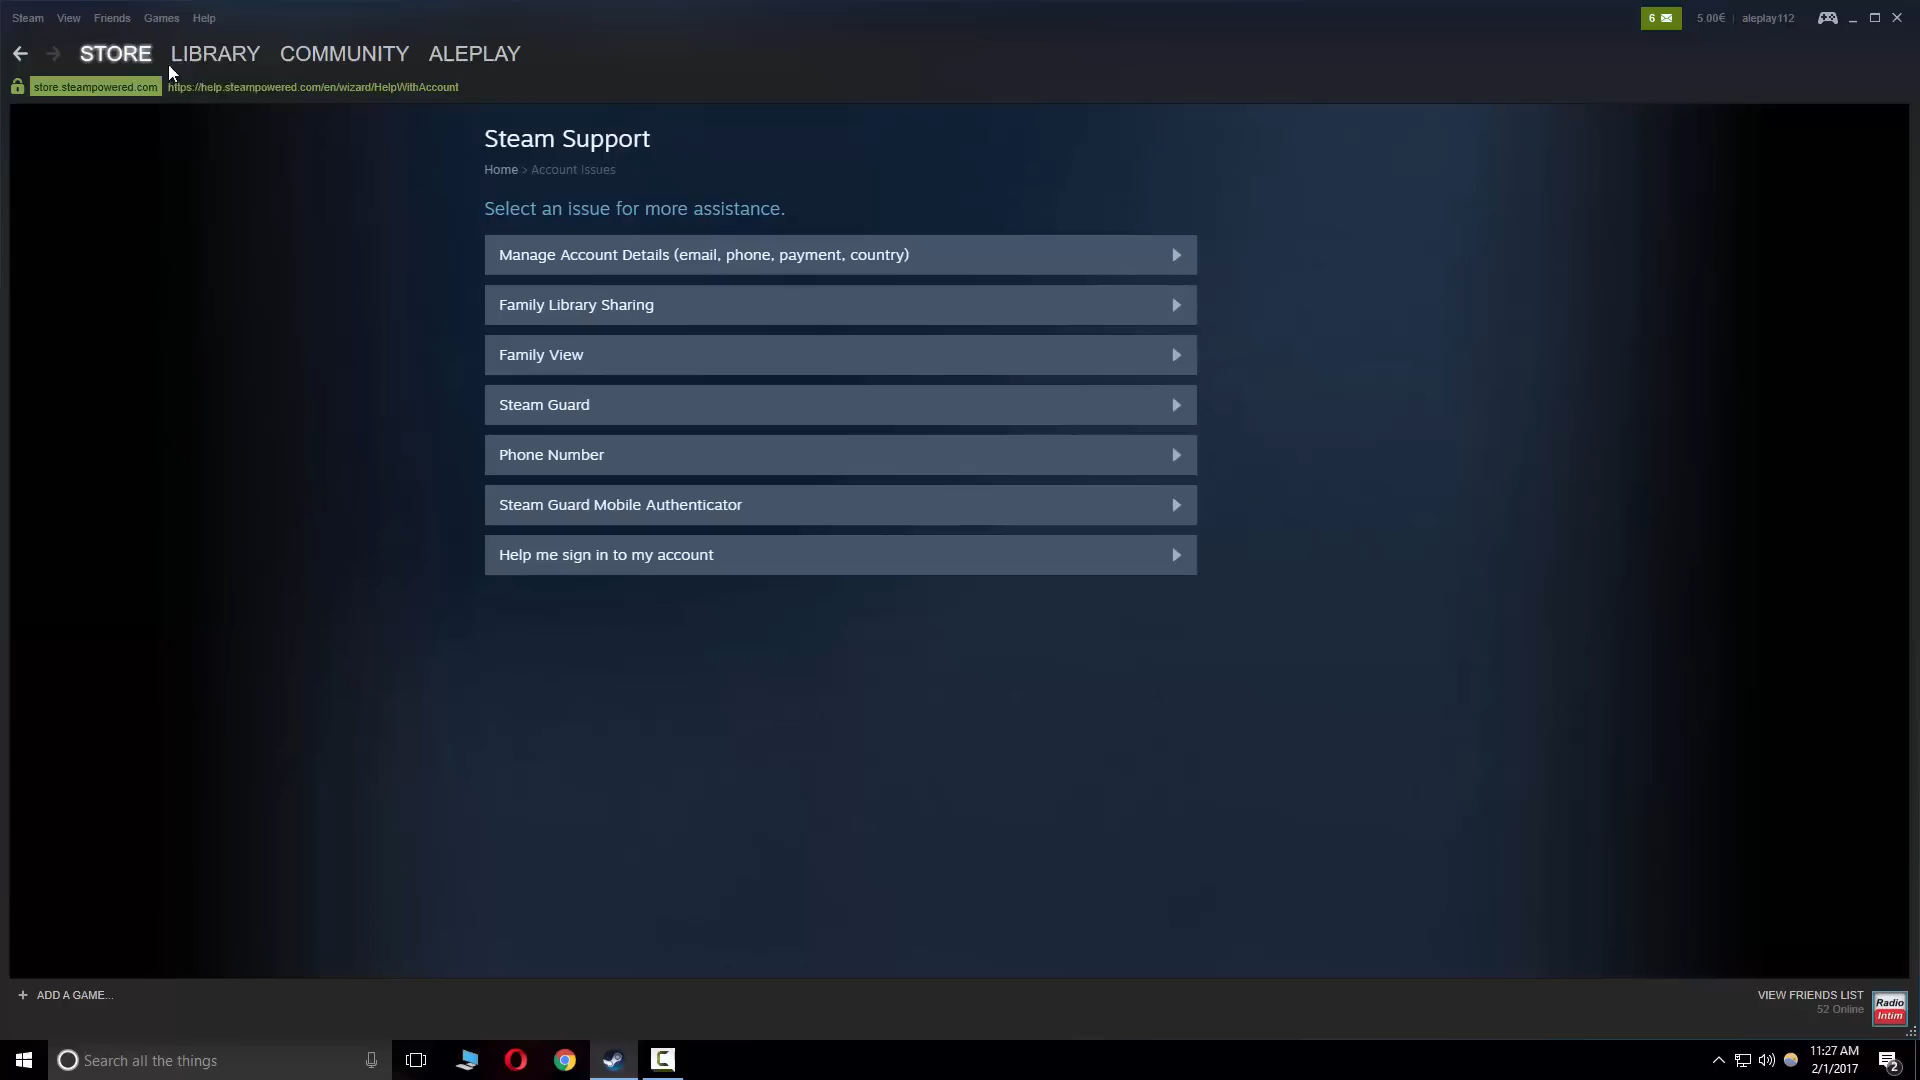 Steam View Friends Games Help
6 5.00€ | aleplay112
STORE LIBRARY COMMUNITY ALEPLAY
store.steampowered.com https://help.steampowered.com/en/wizard/HelpWithAccount
Steam Support
Home > Account Issues
Select an issue for more assistance.
Manage Account Details (email, phone, payment, country)
Family Library Sharing
Family View
Steam Guard
Phone Number
Steam Guard Mobile Authenticator
Help me sign in to my account
+ ADD A GAME...
VIEW FRIENDS LIST
52 Online
Radio
Intim
Search all the things
11:27 AM
2/1/2017
2